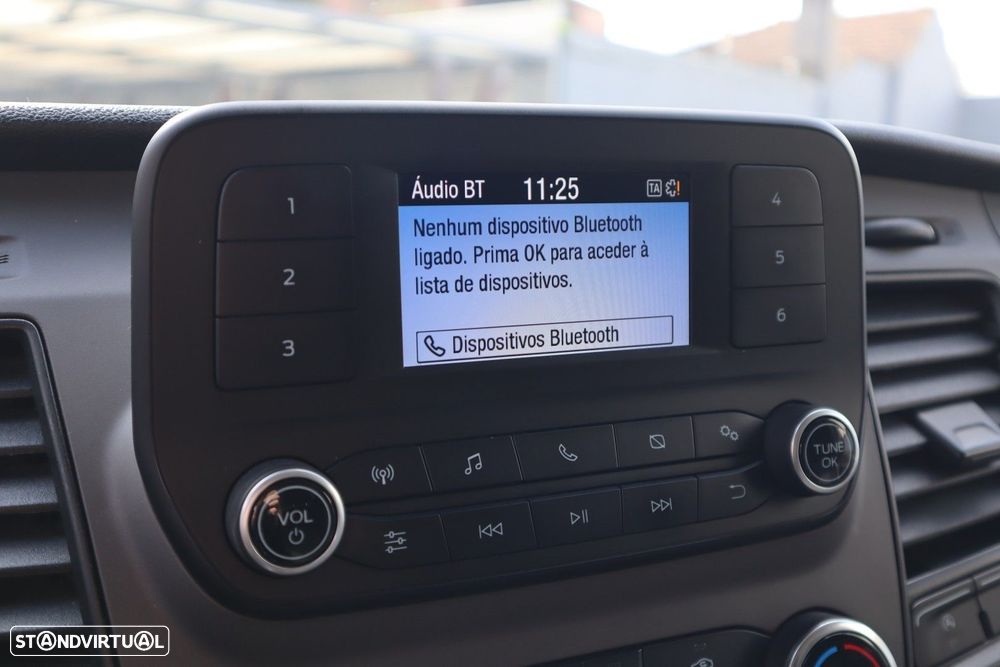 1
2
3
Áudio BT 11:25 TA
Nenhum dispositivo Bluetooth
ligado. Prima OK para aceder à
lista de dispositivos.
Dispositivos Bluetooth
4
5
6
VOL
TUNE
OK
STANDVIRTUAL